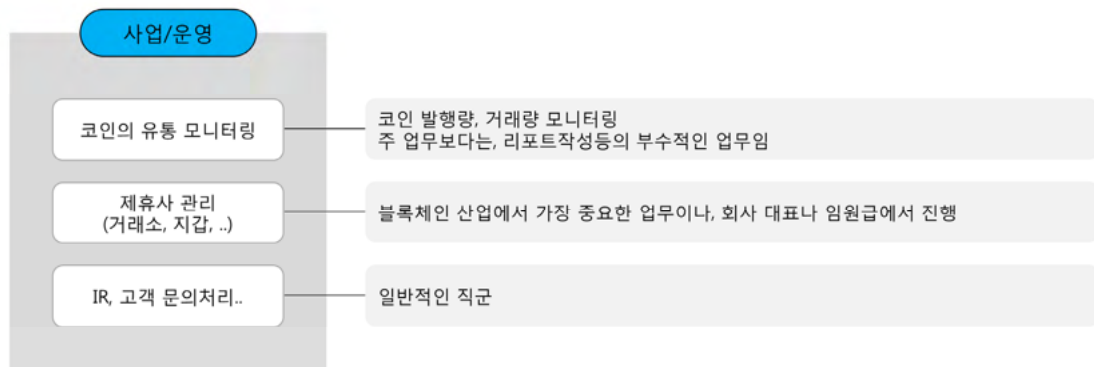 사업/운영
코인의 유통 모니터링
코인 발행량, 거래량 모니터링
주 업무보다는, 리포트작성등의 부수적인 업무임
제휴사 관리
(거래소, 지갑, ..)
블록체인 산업에서 가장 중요한 업무이나, 회사 대표나 임원급에서 진행
IR, 고객 문의처리..
일반적인 직군